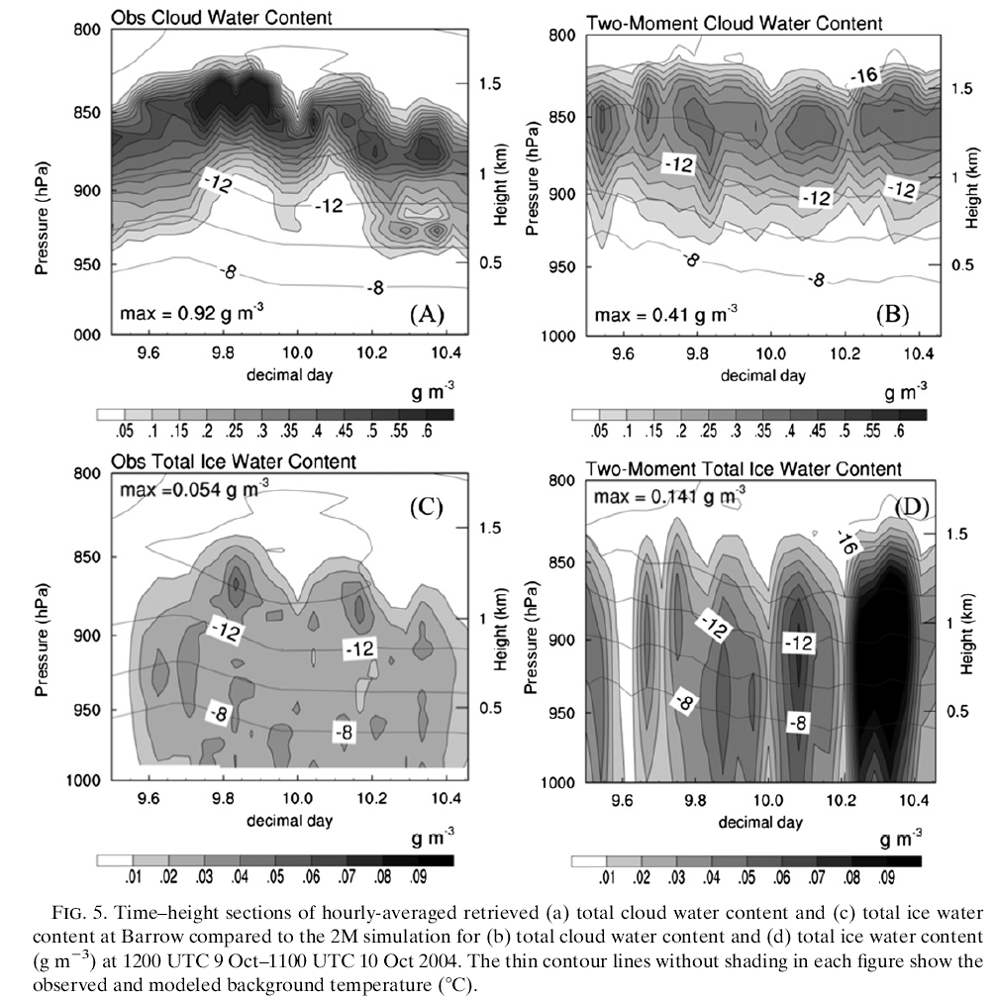 Obs Cloud Water Content
800
850
900
950
000
Pressure (hPa)
1.5
1
0.5
Height (km)
-12
-12
-8
-8
max = 0.92 g m-3
(A)
9.6 9.8 10.0 10.2 10.4
decimal day
g m-3
.05 .1 .15 .2 .25 .3 .35 .4 .45 .5 .55 .6
Two-Moment Cloud Water Content
800
850
900
950
1000
Pressure (hPa)
1.5
1
0.5
Height (km)
-16
-12
-12
-12
-8
-8
max = 0.41 g m-3
(B)
9.6 9.8 10.0 10.2 10.4
decimal day
g m-3
.05 .1 .15 .2 .25 .3 .35 .4 .45 .5 .55 .6
Obs Total Ice Water Content
max =0.054 g m-3
(C)
800
850
900
950
1000
Pressure (hPa)
1.5
1
0.5
Height (km)
-12
-12
-8
-8
9.6 9.8 10.0 10.2 10.4
decimal day
g m-3
.01 .02 .03 .04 .05 .06 .07 .08 .09
Two-Moment Total Ice Water Content
max = 0.141 g m-3
(D)
800
850
900
950
1000
Pressure (hPa)
1.5
1
0.5
Height (km)
-16
-12
-12
-8
-8
9.6 9.8 10.0 10.2 10.4
decimal day
g m-3
.01 .02 .03 .04 .05 .06 .07 .08 .09
FIG. 5. Time–height sections of hourly-averaged retrieved (a) total cloud water content and (c) total ice water
content at Barrow compared to the 2M simulation for (b) total cloud water content and (d) total ice water content
(g m−3) at 1200 UTC 9 Oct–1100 UTC 10 Oct 2004. The thin contour lines without shading in each figure show the
observed and modeled background temperature (°C).